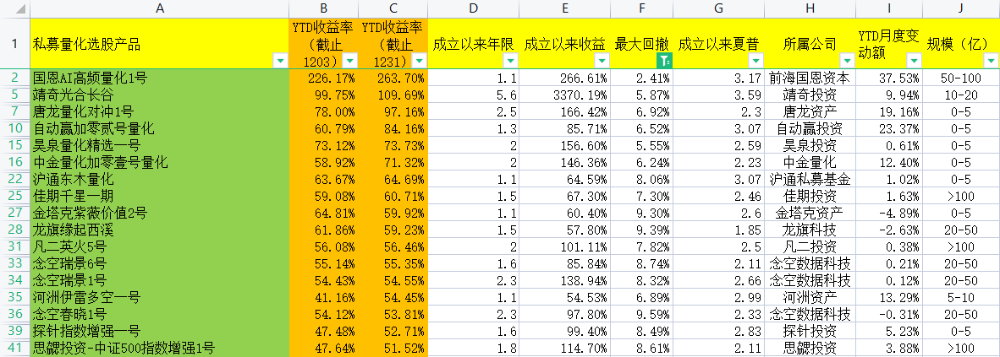 A B C D E F G H I J
1 私募量化选股产品 YTD收益率（截止1203） YTD收益率（截止1231） 成立以来年限 成立以来收益 最大回撤 成立以来夏普 所属公司 YTD月度变动额 规模（亿）
2 国恩AI高频量化1号 226.17% 263.70% 1.1 266.61% 2.41% 3.17 前海国恩资本 37.53% 50-100
5 靖奇光合长谷 99.75% 109.69% 5.6 3370.19% 5.87% 3.59 靖奇投资 9.94% 10-20
7 唐龙量化对冲1号 78.00% 97.16% 2.5 166.42% 6.92% 2.3 唐龙资产 19.16% 0-5
10 自动赢加零贰号量化 60.79% 84.16% 1.3 85.71% 6.52% 3.07 自动赢投资 23.37% 0-5
15 吴泉量化精选一号 73.12% 73.73% 2 156.60% 5.55% 2.59 昊泉投资 0.61% 0-5
16 中金量化加零壹号量化 58.92% 71.32% 2 146.36% 6.24% 2.23 中金量化 12.40% 0-5
22 沪通东木量化 63.67% 64.69% 1.1 64.59% 8.06% 3.07 沪通私募基金 1.02% 0-5
25 佳期千星一期 59.08% 60.71% 1.5 67.30% 7.30% 2.46 佳期投资 1.63% >100
27 金塔克紫薇价值2号 64.81% 59.92% 1.1 60.40% 9.30% 2.6 金塔克资产 -4.89% 0-5
28 龙旗缘起西溪 61.86% 59.23% 1.5 57.80% 9.39% 1.85 龙旗科技 -2.63% 20-50
31 凡二英火5号 56.08% 56.46% 2 101.11% 7.82% 2.5 凡二投资 0.38% >100
33 念空瑞景6号 55.14% 55.35% 1.6 85.84% 8.74% 2.11 念空数据科技 0.21% 20-50
34 念空瑞景1号 54.43% 54.55% 2.3 138.94% 8.32% 2.66 念空数据科技 0.12% 20-50
35 河洲伊雷多空一号 41.16% 54.45% 1.1 54.53% 6.89% 2.99 河洲资产 13.29% 5-10
36 念空春晓1号 54.12% 53.81% 2.3 97.80% 9.59% 2.33 念空数据科技 -0.31% 20-50
39 探针指数增强一号 47.48% 52.71% 1.6 99.40% 8.49% 2.83 探针投资 5.23% 0-5
41 思勰投资-中证500指数增强1号 47.64% 51.52% 1.8 114.70% 8.61% 2.11 思勰投资 3.88% >100